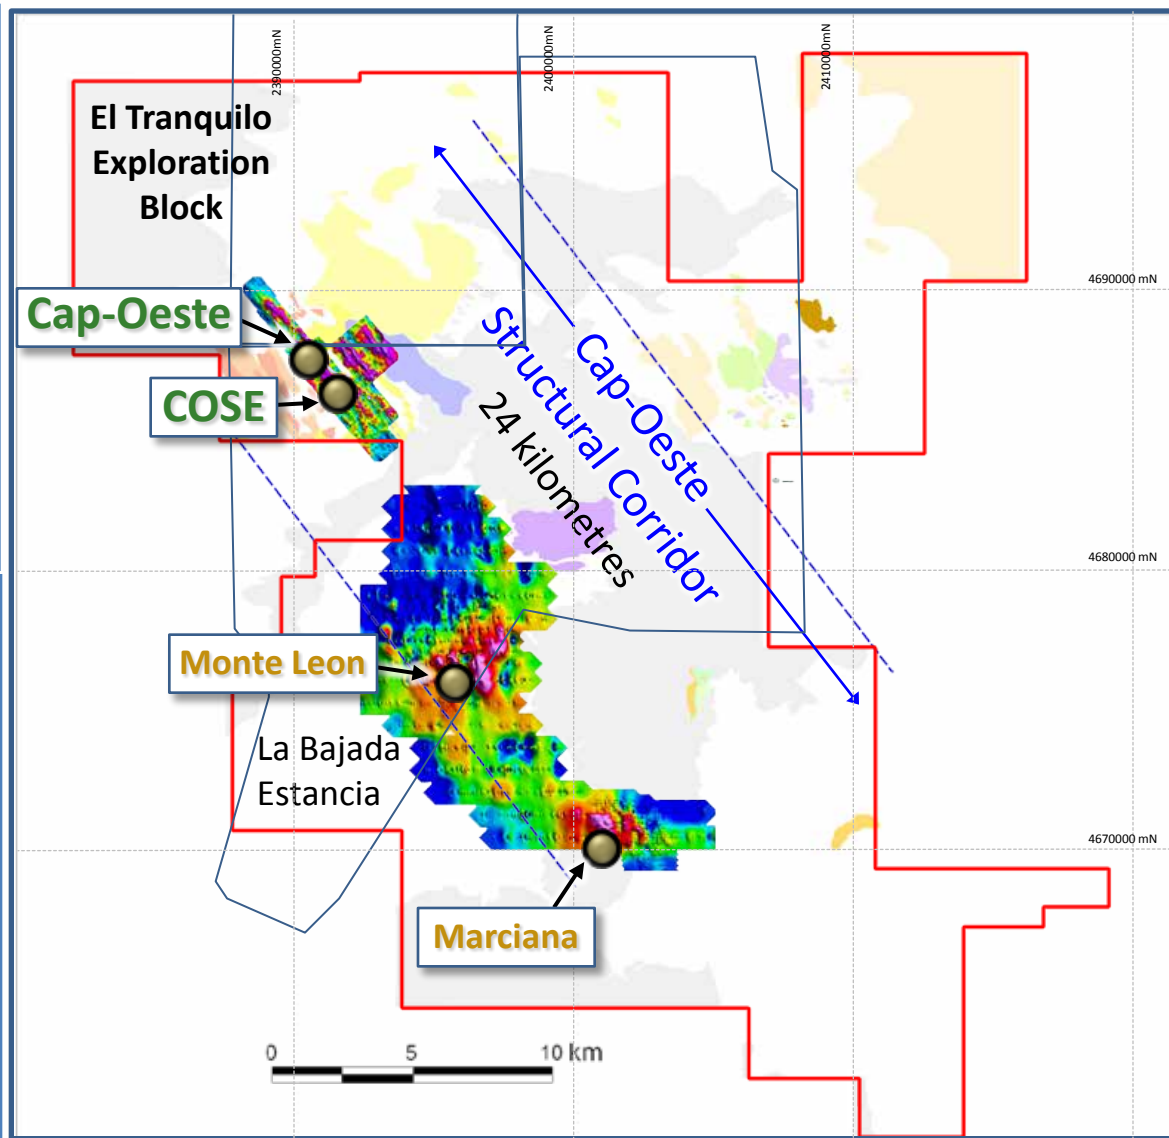 2390000mN
2400000mN
2410000mN
El Tranquilo
Exploration
Block
4690000 mN
Cap-Oeste
COSE
Cap-Oeste
Structural Corridor
24 kilometres
4680000 mN
Monte Leon
La Bajada
Estancia
4670000 mN
Marciana
0 5 10 km